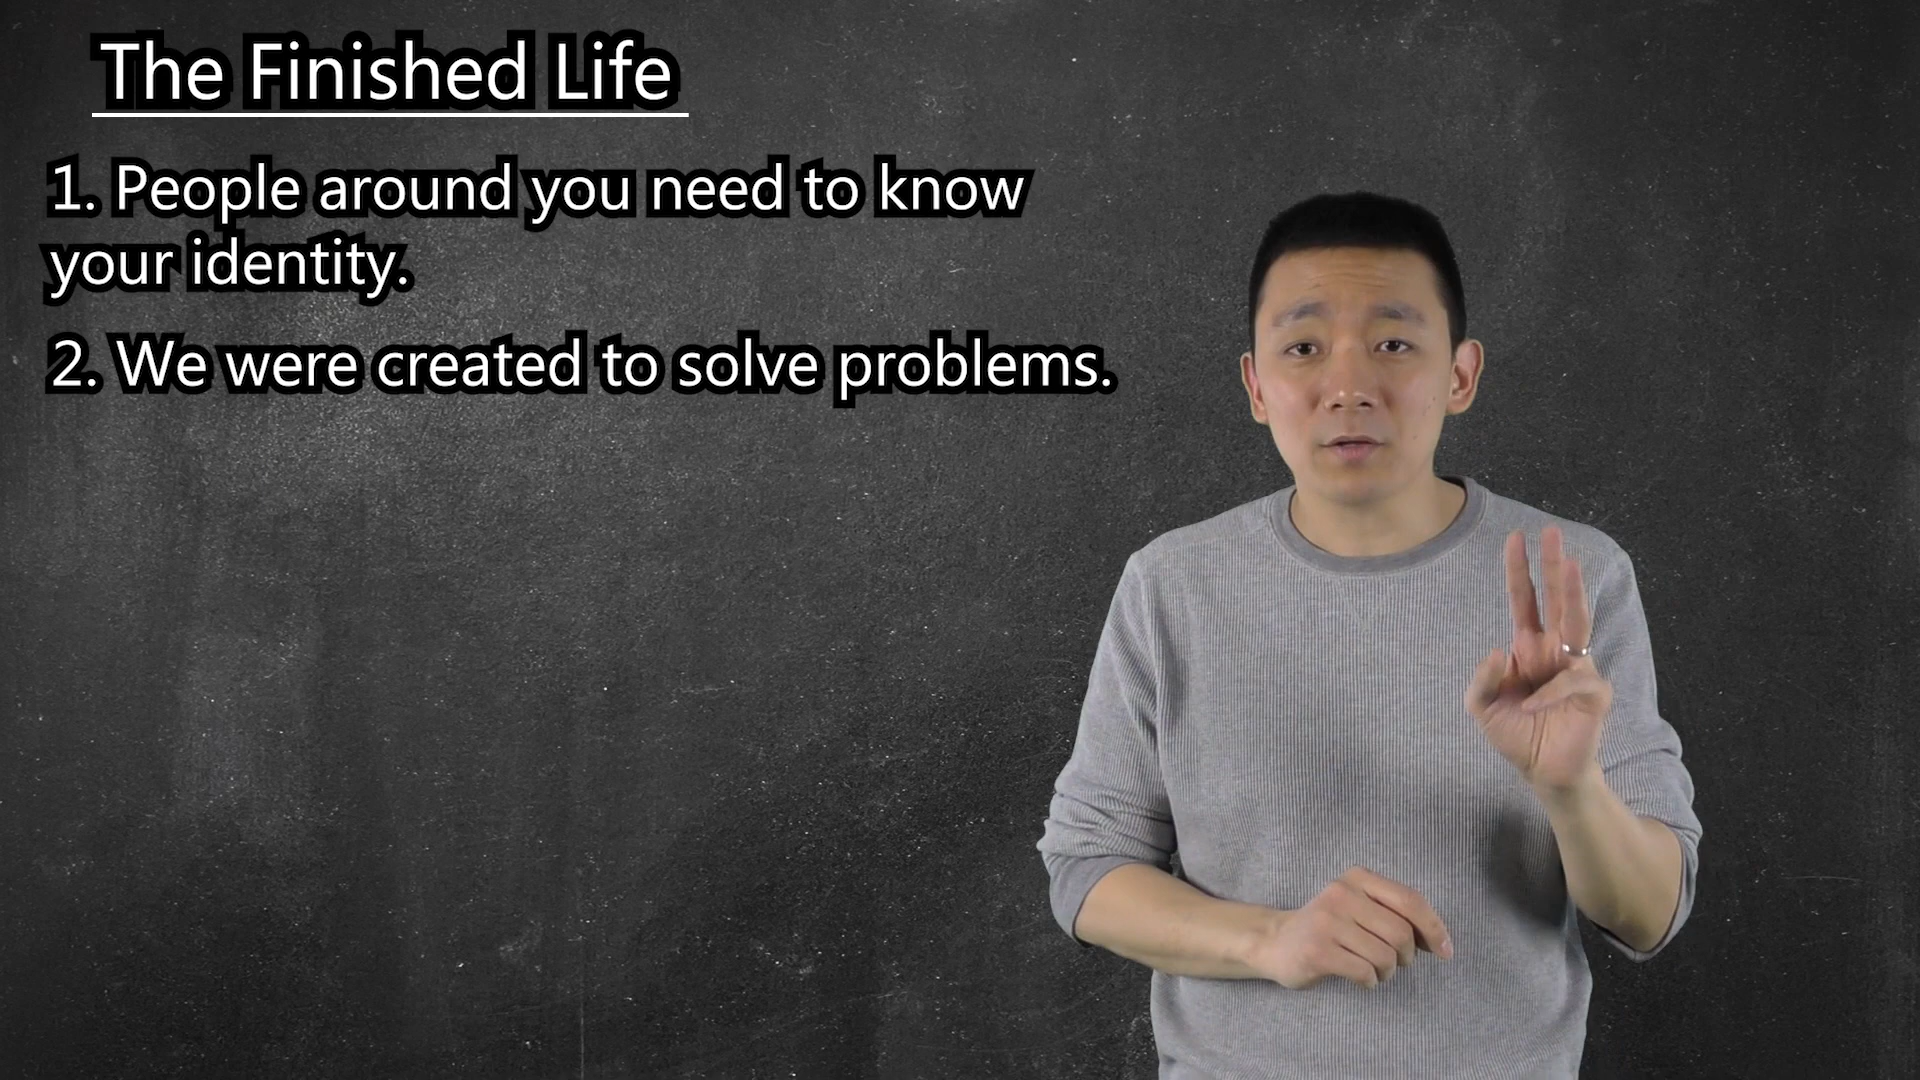 The Finished Life
1. People around you need to know
your identity.
2. We were created to solve problems.